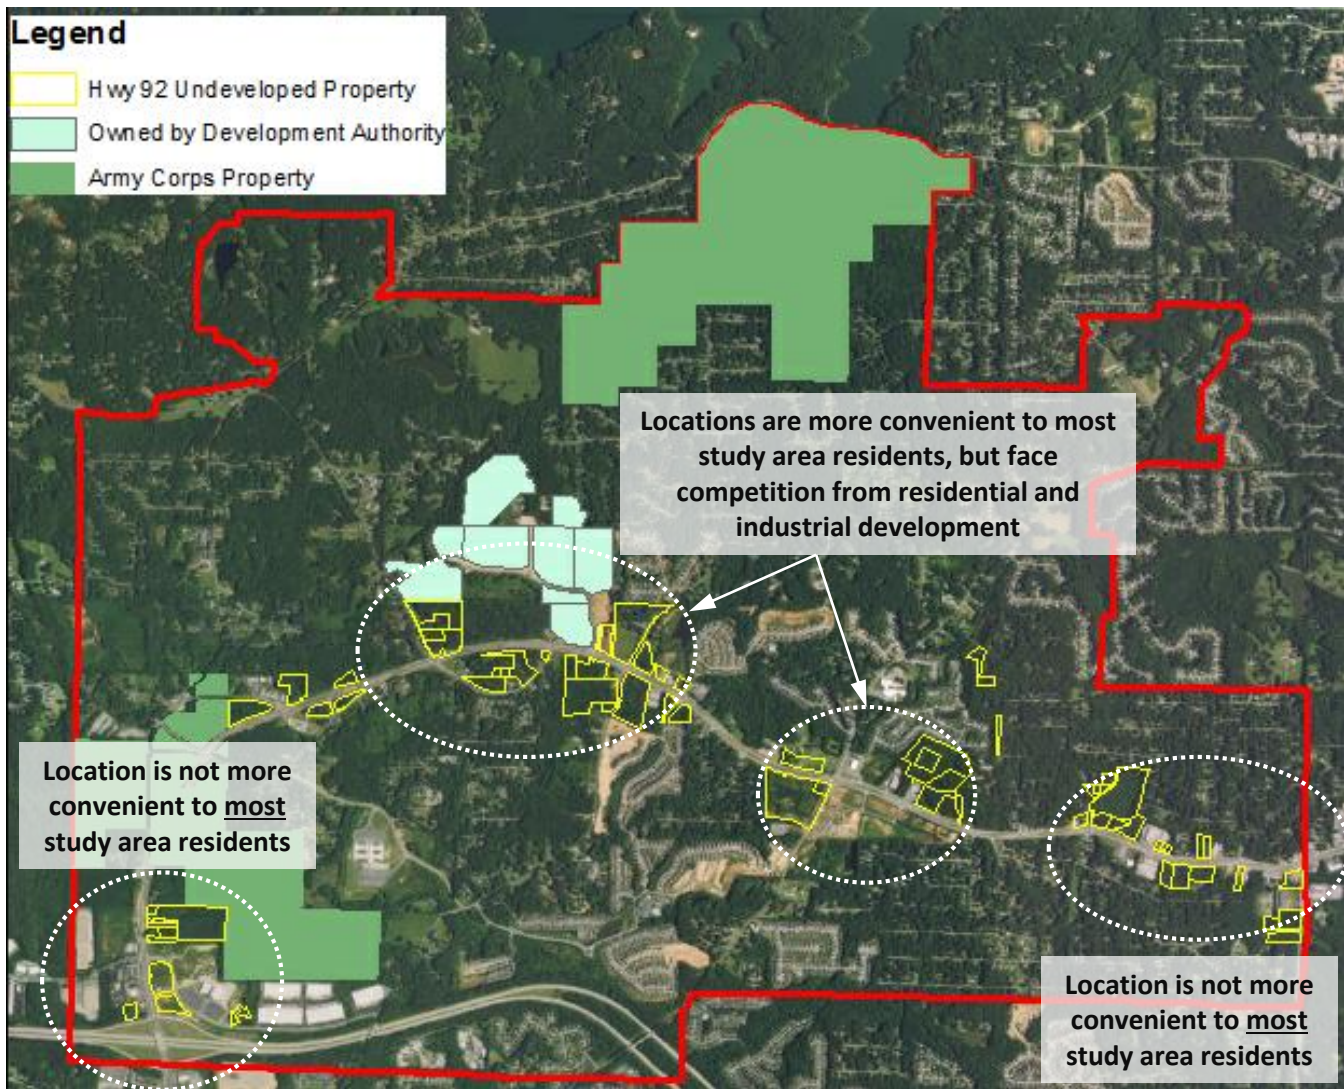 Legend
Hwy 92 Undeveloped Property
Owned by Development Authority
Army Corps Property
Locations are more convenient to most
study area residents, but face
competition from residential and
industrial development
Location is not more
convenient to most
study area residents
Location is not more
convenient to most
study area residents